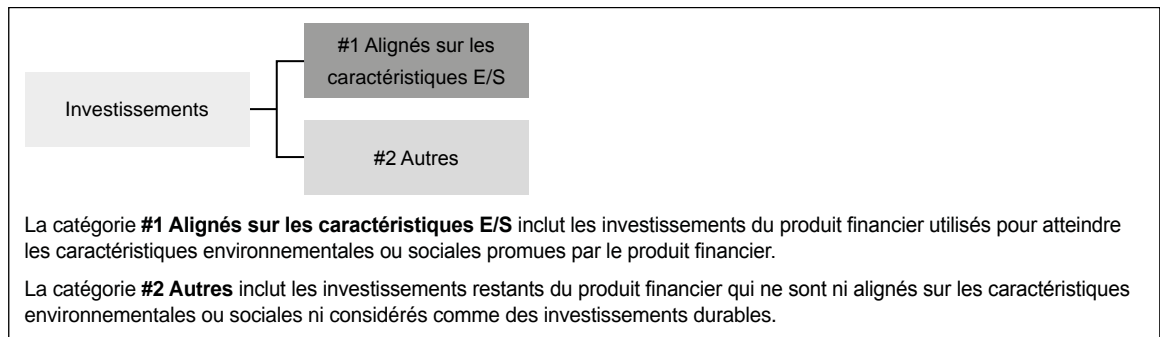 #1 Alignés sur les
caractéristiques E/S
Investissements
#2 Autres
La catégorie #1 Alignés sur les caractéristiques E/S inclut les investissements du produit financier utilisés pour atteindre
les caractéristiques environnementales ou sociales promues par le produit financier.
La catégorie #2 Autres inclut les investissements restants du produit financier qui ne sont ni alignés sur les caractéristiques
environnementales ou sociales ni considérés comme des investissements durables.